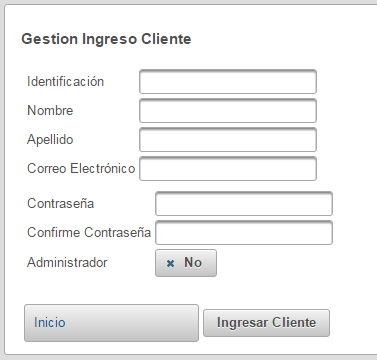 Gestion Ingreso Cliente
Identificación
Nombre
Apellido
Correo Electrónico
Contraseña
Confirme Contraseña
Administrador No
Inicio Ingresar Cliente